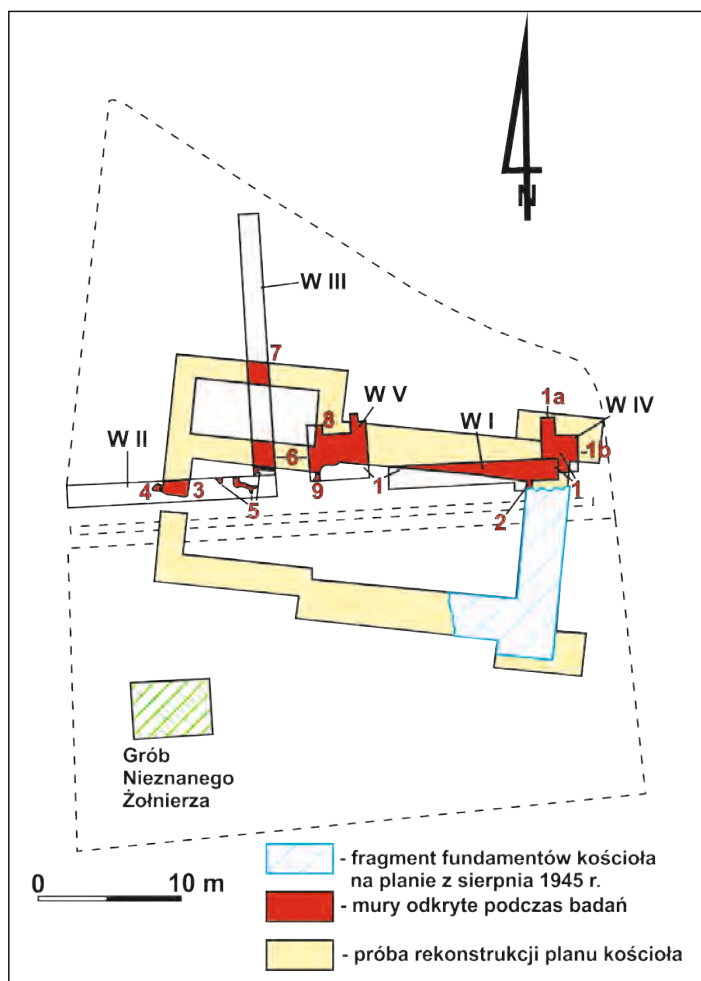 N
W III
7
1a
W V
W IV
8
W I
W II
1b
6
4
3
9
1
1
5
2
Grób
Nieznanego
Żołnierza
0 10 m
- fragment fundamentów kościoła
na planie z sierpnia 1945 r.
- mury odkryte podczas badań
- próba rekonstrukcji planu kościoła